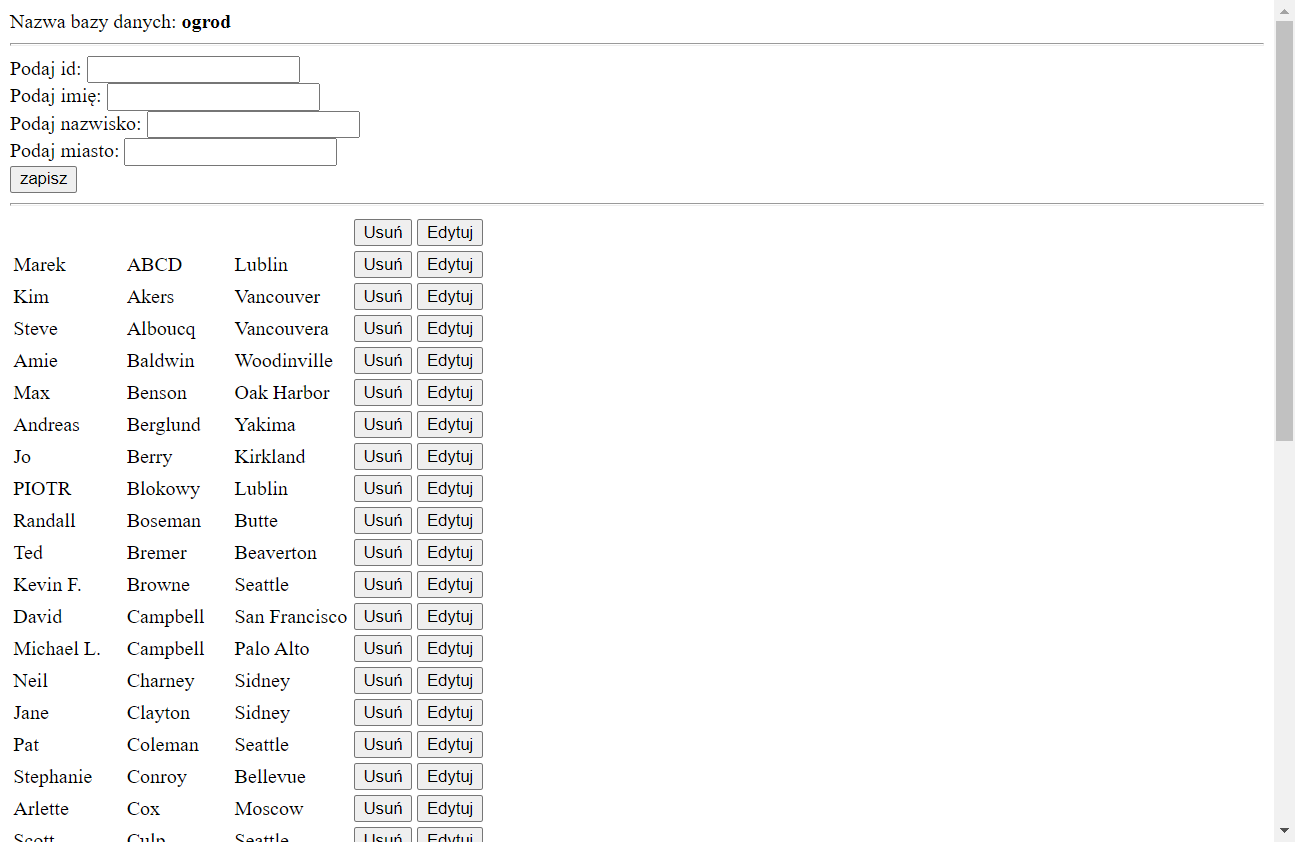 Nazwa bazy danych: ogrod
Podaj id:
Podaj imię:
Podaj nazwisko:
Podaj miasto:
zapisz
Usuń Edytuj
Marek ABCD Lublin Usuń Edytuj
Kim Akers Vancouver Usuń Edytuj
Steve Alboucq Vancouvera Usuń Edytuj
Amie Baldwin Woodinville Usuń Edytuj
Max Benson Oak Harbor Usuń Edytuj
Andreas Berglund Yakima Usuń Edytuj
Jo Berry Kirkland Usuń Edytuj
PIOTR Blokowy Lublin Usuń Edytuj
Randall Boseman Butte Usuń Edytuj
Ted Bremer Beaverton Usuń Edytuj
Kevin F. Browne Seattle Usuń Edytuj
David Campbell San Francisco Usuń Edytuj
Michael L. Campbell Palo Alto Usuń Edytuj
Neil Charney Sidney Usuń Edytuj
Jane Clayton Sidney Usuń Edytuj
Pat Coleman Seattle Usuń Edytuj
Stephanie Conroy Bellevue Usuń Edytuj
Arlette Cox Moscow Usuń Edytuj
Scott Culp Seattle Usuń Edytuj